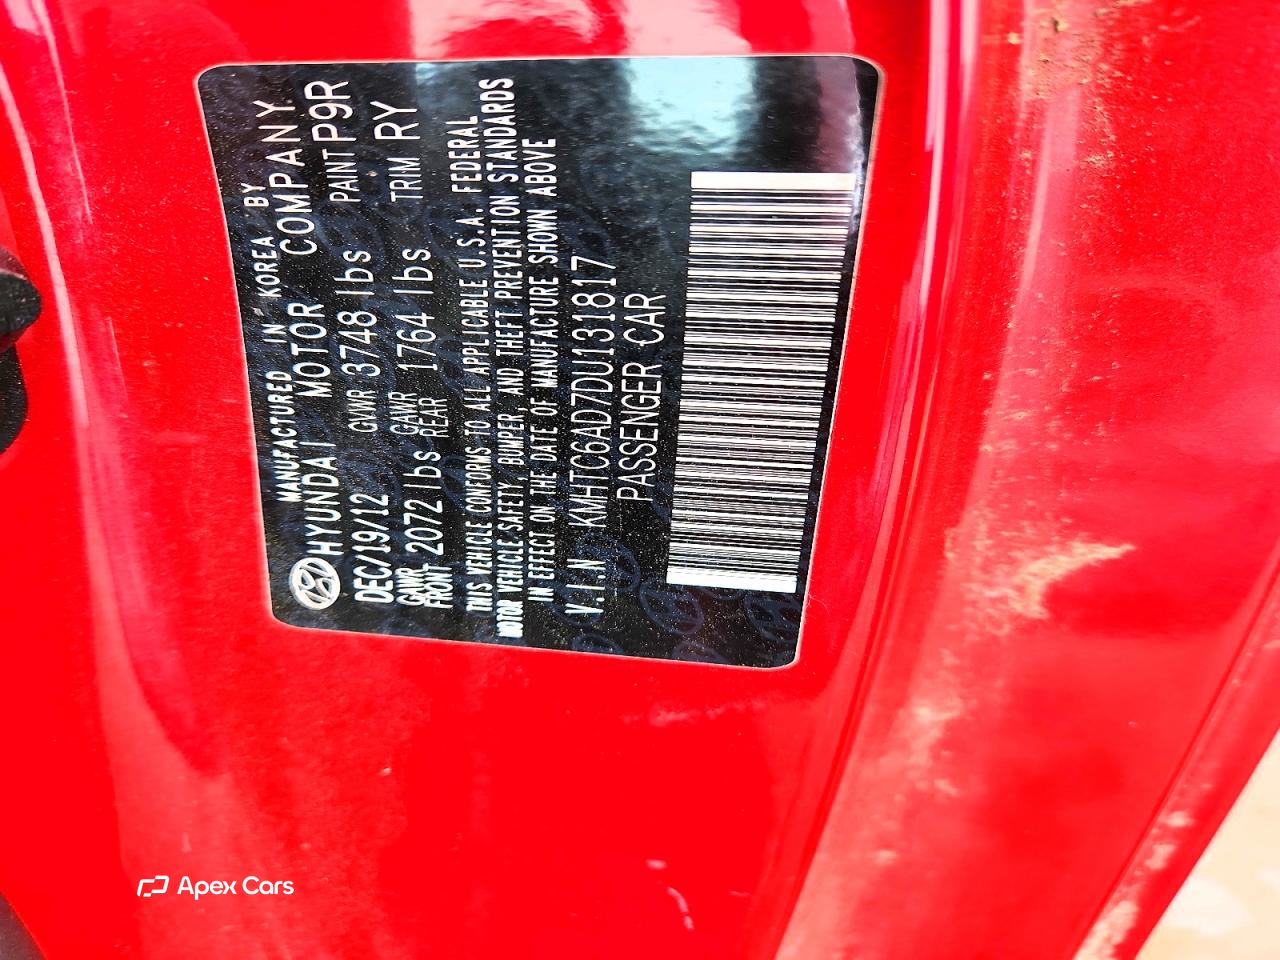 MANUFACTURED IN KOREA BY
HYUNDAI MOTOR COMPANY.
DEC/19/12 GVWR 3748 lbs PAINT P9R
GAWR FRONT 2072 lbs GAWR REAR 1764 lbs TRIM RY
THIS VEHICLE CONFORMS TO ALL APPLICABLE U.S.A. FEDERAL
MOTOR VEHICLE SAFETY, BUMPER, AND THEFT PREVENTION STANDARDS
IN EFFECT ON THE DATE OF MANUFACTURE SHOWN ABOVE
V.I.N KMHTC6AD7DU131817
PASSENGER CAR
Apex Cars